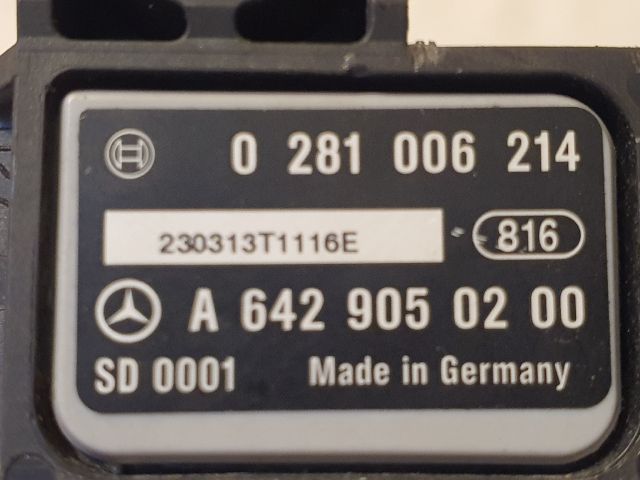 0 281 006 214
230313T1116E 816
A 642 905 02 00
SD 0001 Made in Germany